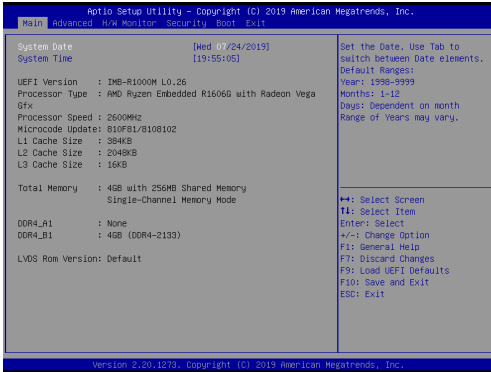 Aptio Setup Utility – Copyright (C) 2019 American Megatrends, Inc.
Main Advanced H/W Monitor Security Boot Exit
System Date [Wed 07/24/2019]
System Time [19:55:05]
UEFI Version : IMB-R1000M L0.26
Processor Type : AMD Ryzen Embedded R1606G with Radeon Vega
Gfx
Processor Speed : 2600MHz
Microcode Update: 810F81/8108102
L1 Cache Size : 384KB
L2 Cache Size : 2048KB
L3 Cache Size : 16KB
Total Memory : 4GB with 256MB Shared Memory
Single-Channel Memory Mode
DDR4_A1 : None
DDR4_B1 : 4GB (DDR4-2133)
LVDS Rom Version: Default
Set the Date. Use Tab to
switch between Date elements.
Default Ranges:
Year: 1998-9999
Months: 1-12
Days: Dependent on month
Range of Years may vary.
↔: Select Screen
↑↓: Select Item
Enter: Select
+/-: Change Option
F1: General Help
F7: Discard Changes
F9: Load UEFI Defaults
F10: Save and Exit
ESC: Exit
Version 2.20.1273. Copyright (C) 2019 American Megatrends, Inc.